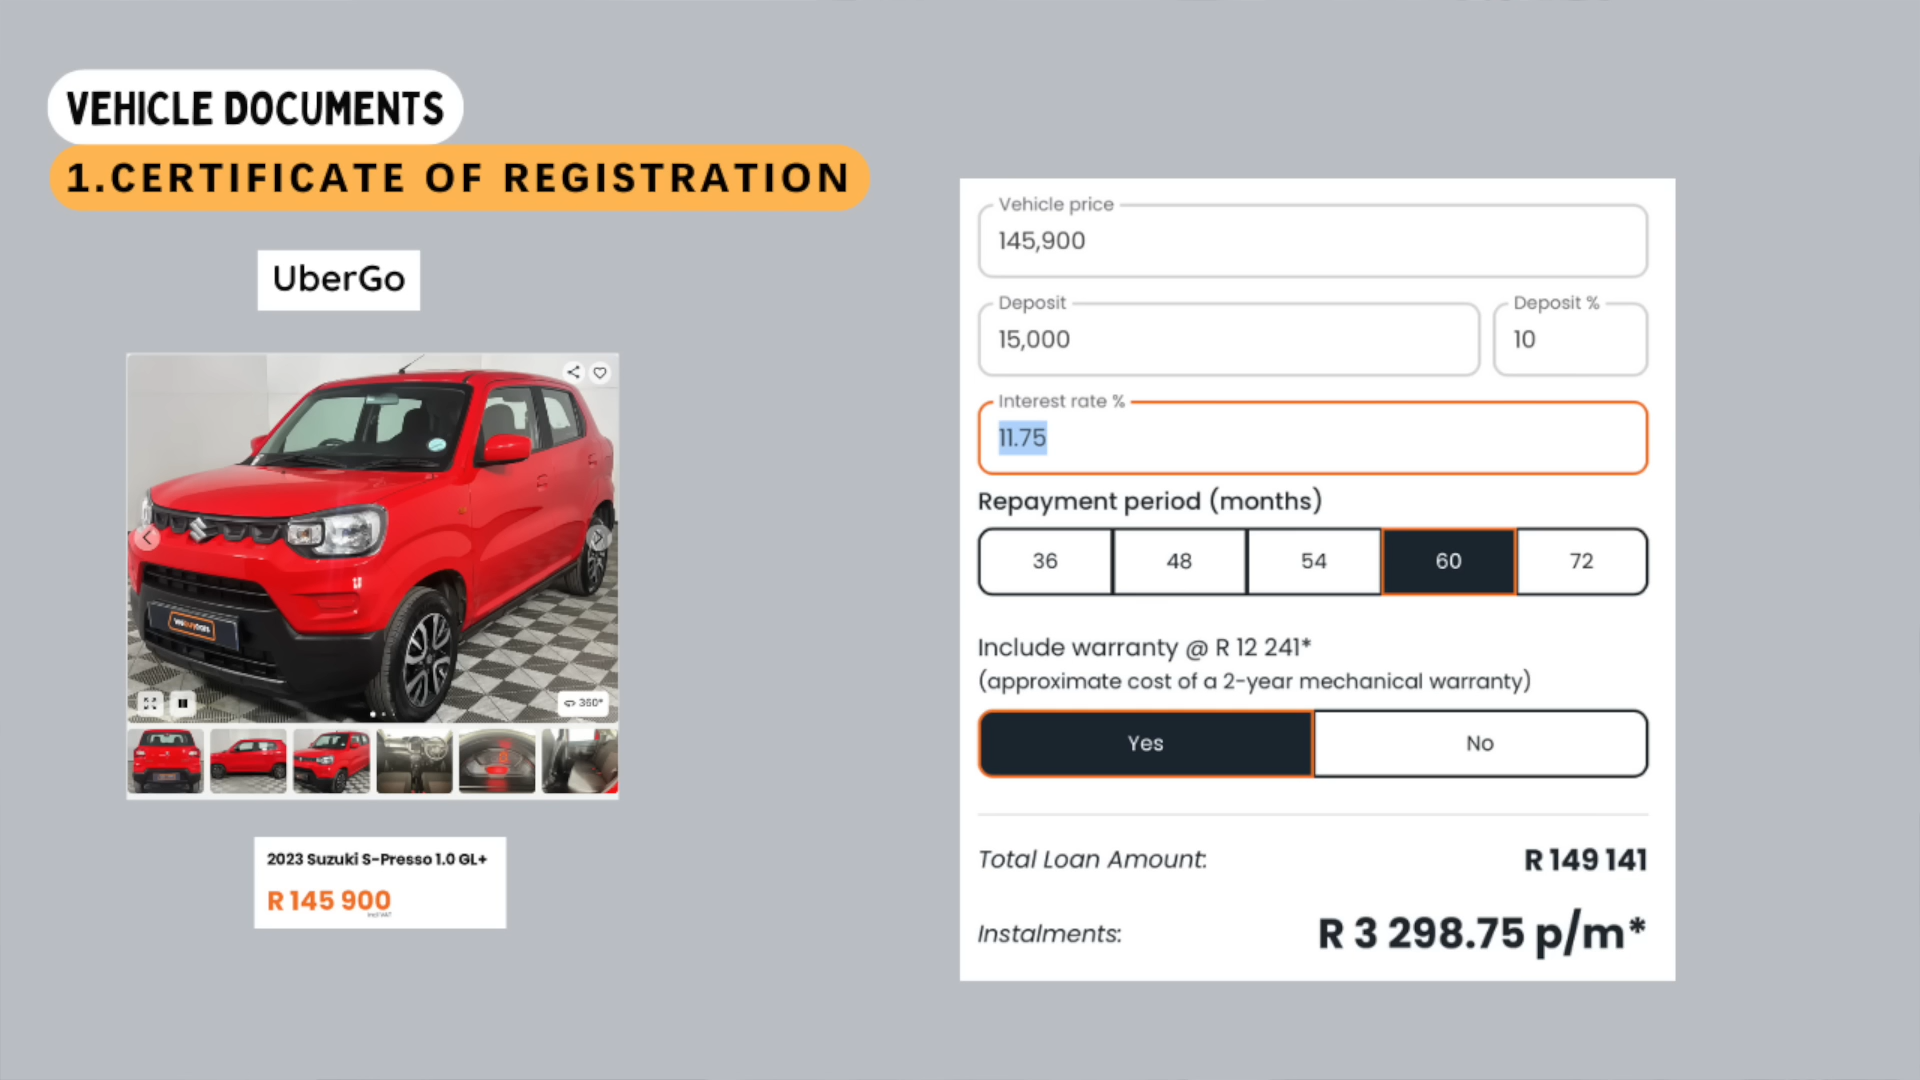 VEHICLE DOCUMENTS
1.CERTIFICATE OF REGISTRATION
UberGo
360°
2023 Suzuki S-Presso 1.0 GL+
R 145 900
Incl VAT
Vehicle price
145,900
Deposit
15,000
Deposit %
10
Interest rate %
11.75
Repayment period (months)
36 48 54 60 72
Include warranty @ R 12 241*
(approximate cost of a 2-year mechanical warranty)
Yes No
Total Loan Amount: R 149 141
Instalments: R 3 298.75 p/m*